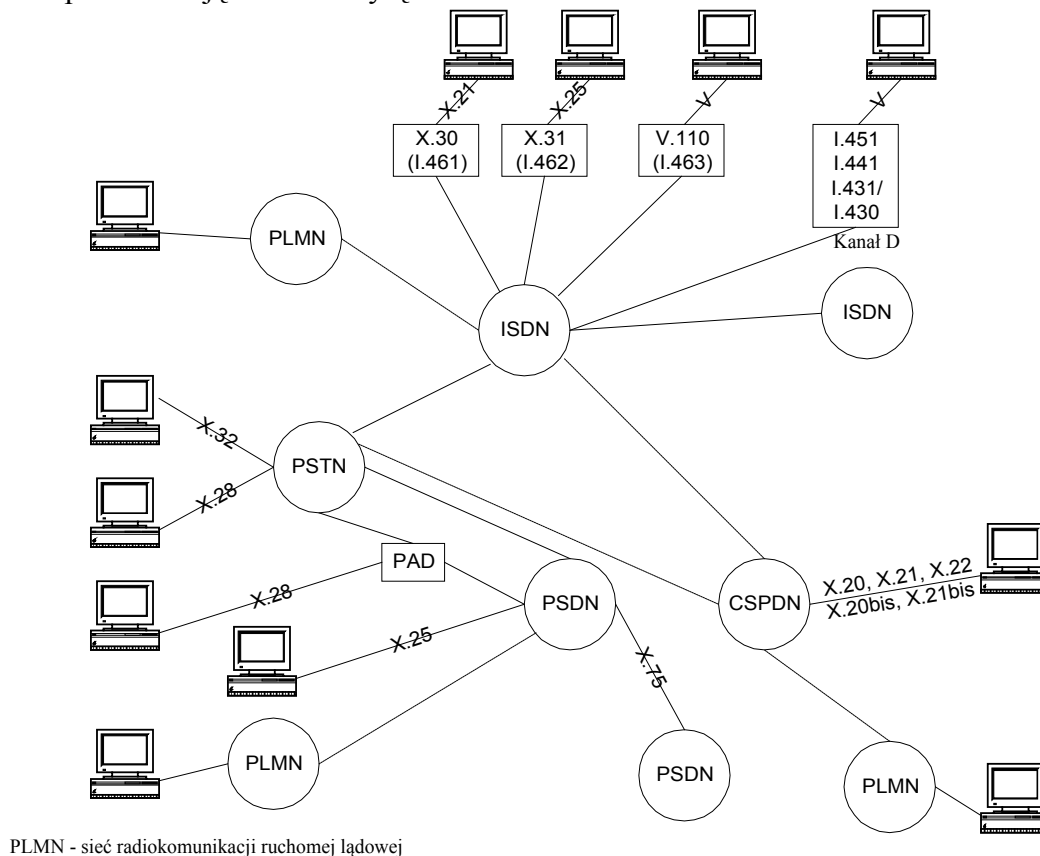 X.21
X.25
V
V
X.30
(I.461)
X.31
(I.462)
V.110
(I.463)
I.451
I.441
I.431/
I.430
Kanał D
PLMN
ISDN
ISDN
X.32
PSTN
X.28
PAD
X.28
PSDN
CSPDN
X.20, X.21, X.22
X.20bis, X.21bis
X.25
X.75
PLMN
PSDN
PLMN
PLMN - sieć radiokomunikacji ruchomej lądowej